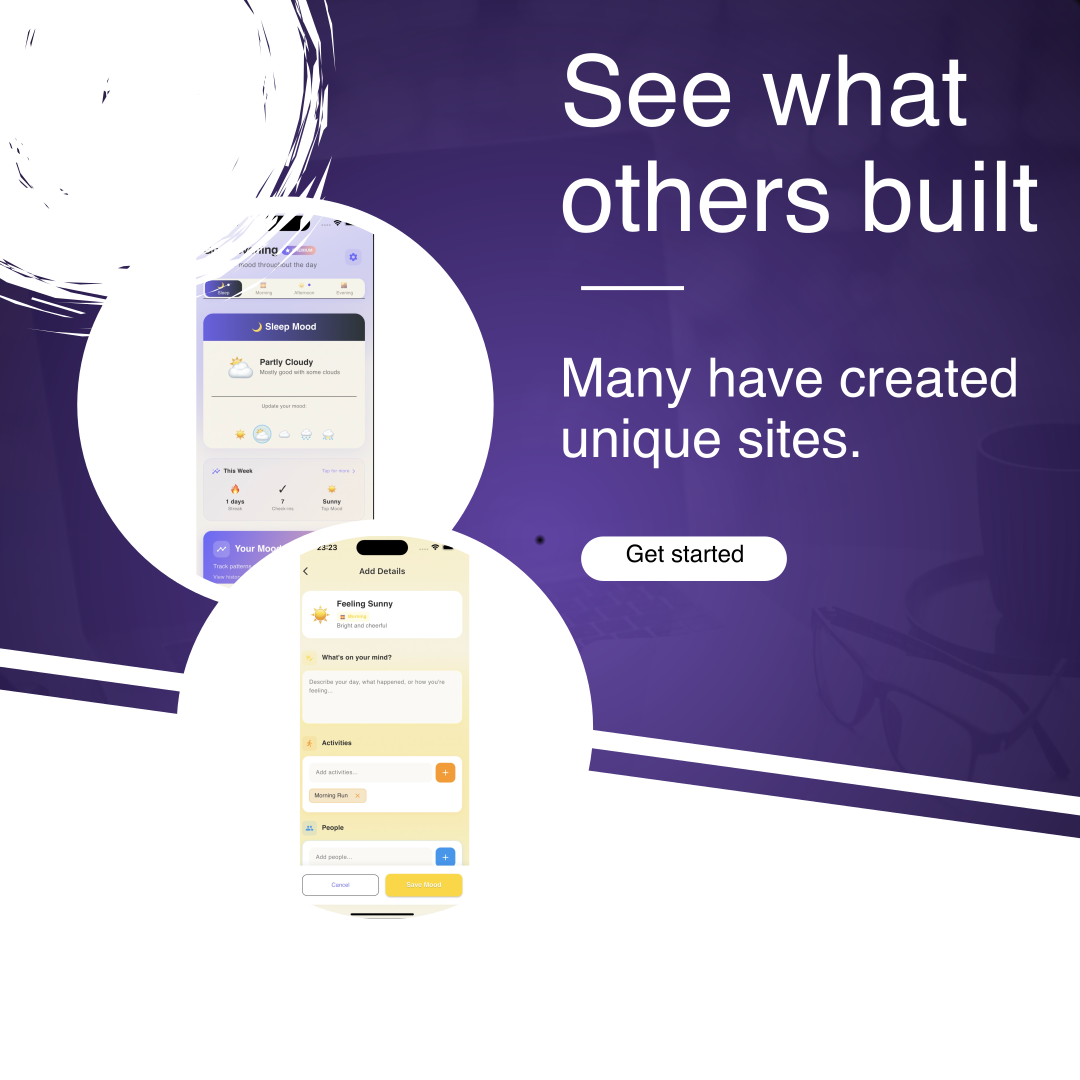 See what
others built
Many have created
unique sites.
Get started
mood throughout the day
Sleep
Morning
Afternoon
Evening
🌙 Sleep Mood
Partly Cloudy
Mostly good with some clouds
Update your mood
This Week
Tap for more >
1 days
Streak
✓
7
Check-ins
Sunny
Top Mood
Your Mood
Track patterns
23:23
Add Details
Feeling Sunny
Morning
Bright and cheerful
What's on your mind?
Describe your day, what happened, or how you're
feeling...
Activities
Add activities...
+
Morning Run ×
People
Add people...
+
Cancel
Save Mood